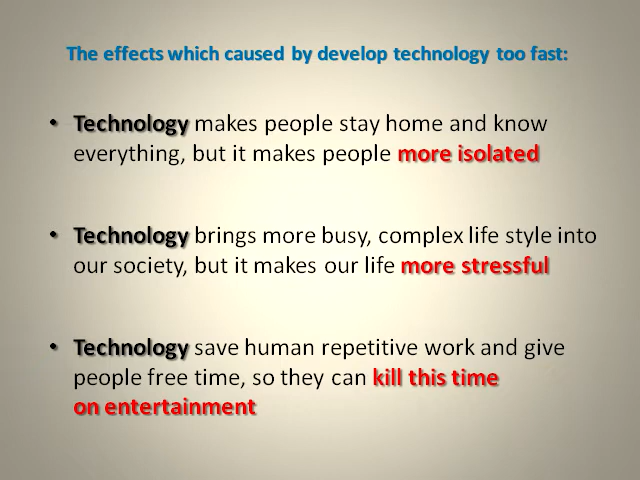 The effects which caused by develop technology too fast:
• Technology makes people stay home and know
everything, but it makes people more isolated
• Technology brings more busy, complex life style into
our society, but it makes our life more stressful
• Technology save human repetitive work and give
people free time, so they can kill this time
on entertainment